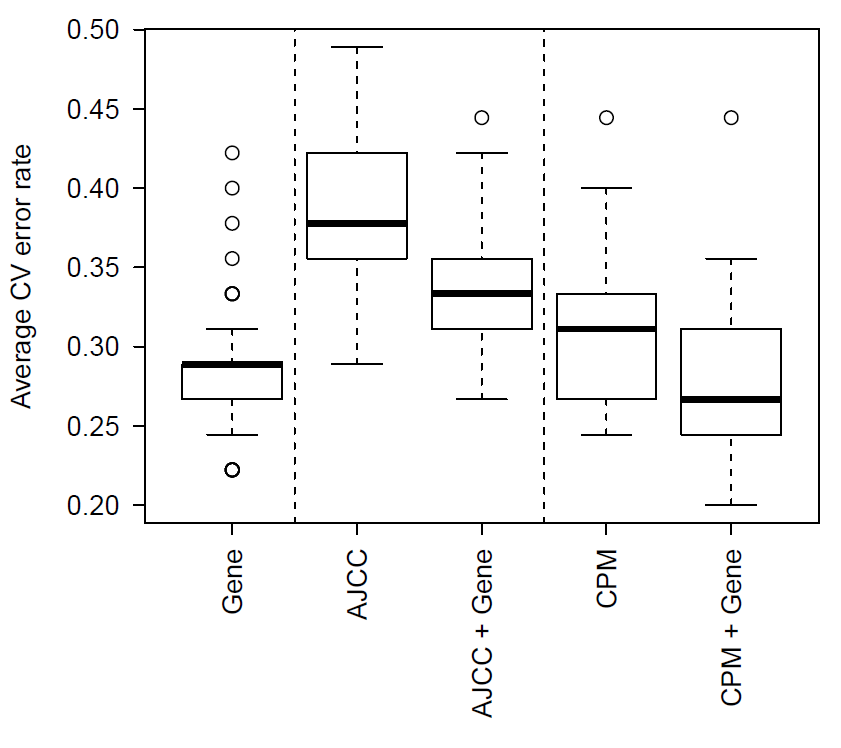 Average CV error rate
0.50
0.45
0.40
0.35
0.30
0.25
0.20
Gene
AJCC
AJCC + Gene
CPM
CPM + Gene